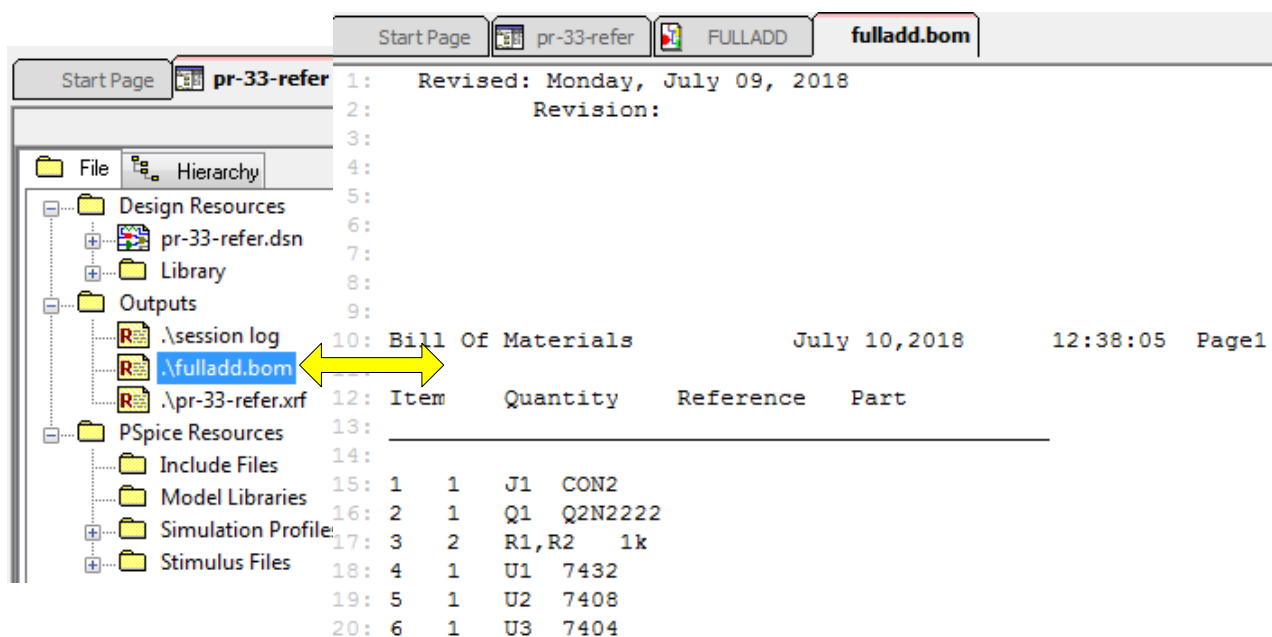 Start Page pr-33-refer
File Hierarchy
Design Resources
pr-33-refer.dsn
Library
Outputs
.\session log
.\fulladd.bom
.\pr-33-refer.xrf
PSpice Resources
Include Files
Model Libraries
Simulation Profile
Stimulus Files
Start Page pr-33-refer FULLADD fulladd.bom
1: Revised: Monday, July 09, 2018
2: Revision:
3:
4:
5:
6:
7:
8:
9:
10: Bill Of Materials July 10,2018 12:38:05 Page1
12: Item Quantity Reference Part
13: ______________________________________________
14:
15: 1 1 J1 CON2
16: 2 1 Q1 Q2N2222
17: 3 2 R1,R2 1k
18: 4 1 U1 7432
19: 5 1 U2 7408
20: 6 1 U3 7404